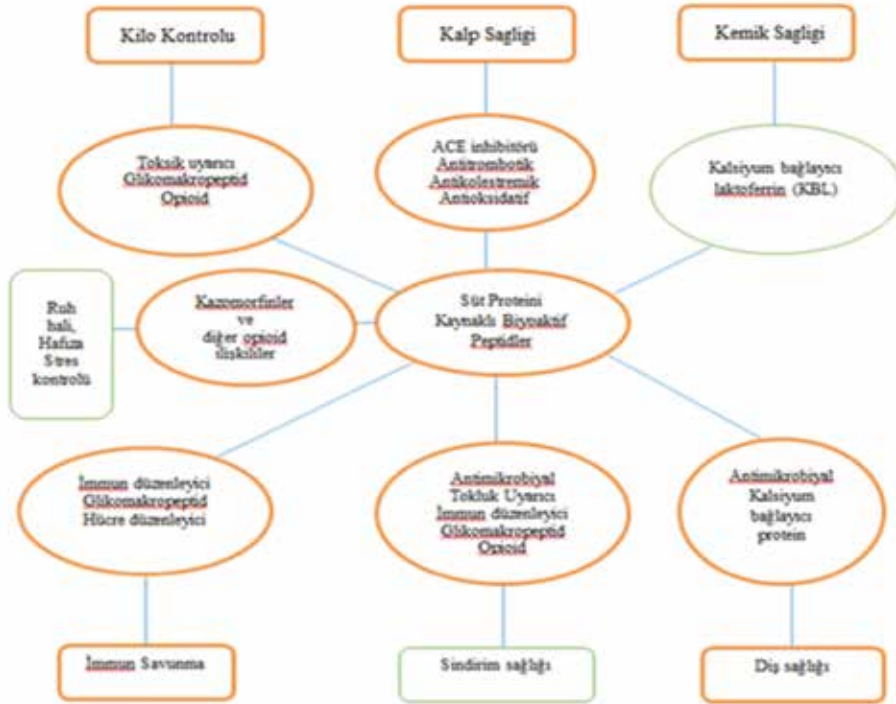 Kilo Kontrolu
Kalp Sagligi
Kemik Sagligi
Toksik uyarıcı
Glikomakropeptid
Opioid
ACE inhibitörü
Antitrombotik
Antikolestremik
Antioksidatif
Kalsiyum bağlayıcı
laktoferrin (KBL)
Ruh
hali,
Hafıza
Stres
kontrolü
Kazomorfinler
ve
diğer opioid
ilişkililer
Süt Proteini
Kaynaklı Biyoaktif
Peptidler
İmmun düzenleyici
Glikomakropeptid
Hücre düzenleyici
Antimikrobiyal
Tokluk Uyarıcı
İmmun düzenleyici
Glikomakropeptid
Opioid
Antimikrobiyal
Kalsiyum
bağlayıcı
protein
İmmun Savunma
Sindirim sağlığı
Diş sağlığı